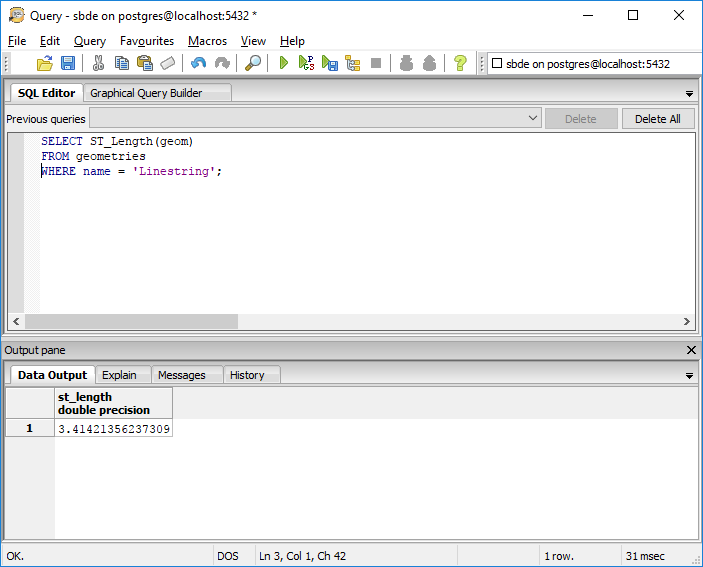 SQL Query - sbde on postgres@localhost:5432 *
File Edit Query Favourites Macros View Help
PG3 ? sbde on postgres@localhost:5432
SQL Editor Graphical Query Builder
Previous queries Delete Delete All
SELECT ST_Length(geom)
FROM geometries
WHERE name = 'Linestring';
Output pane
Data Output Explain Messages History
st_length
double precision
1 3.41421356237309
OK. DOS Ln 3, Col 1, Ch 42 1 row. 31 msec